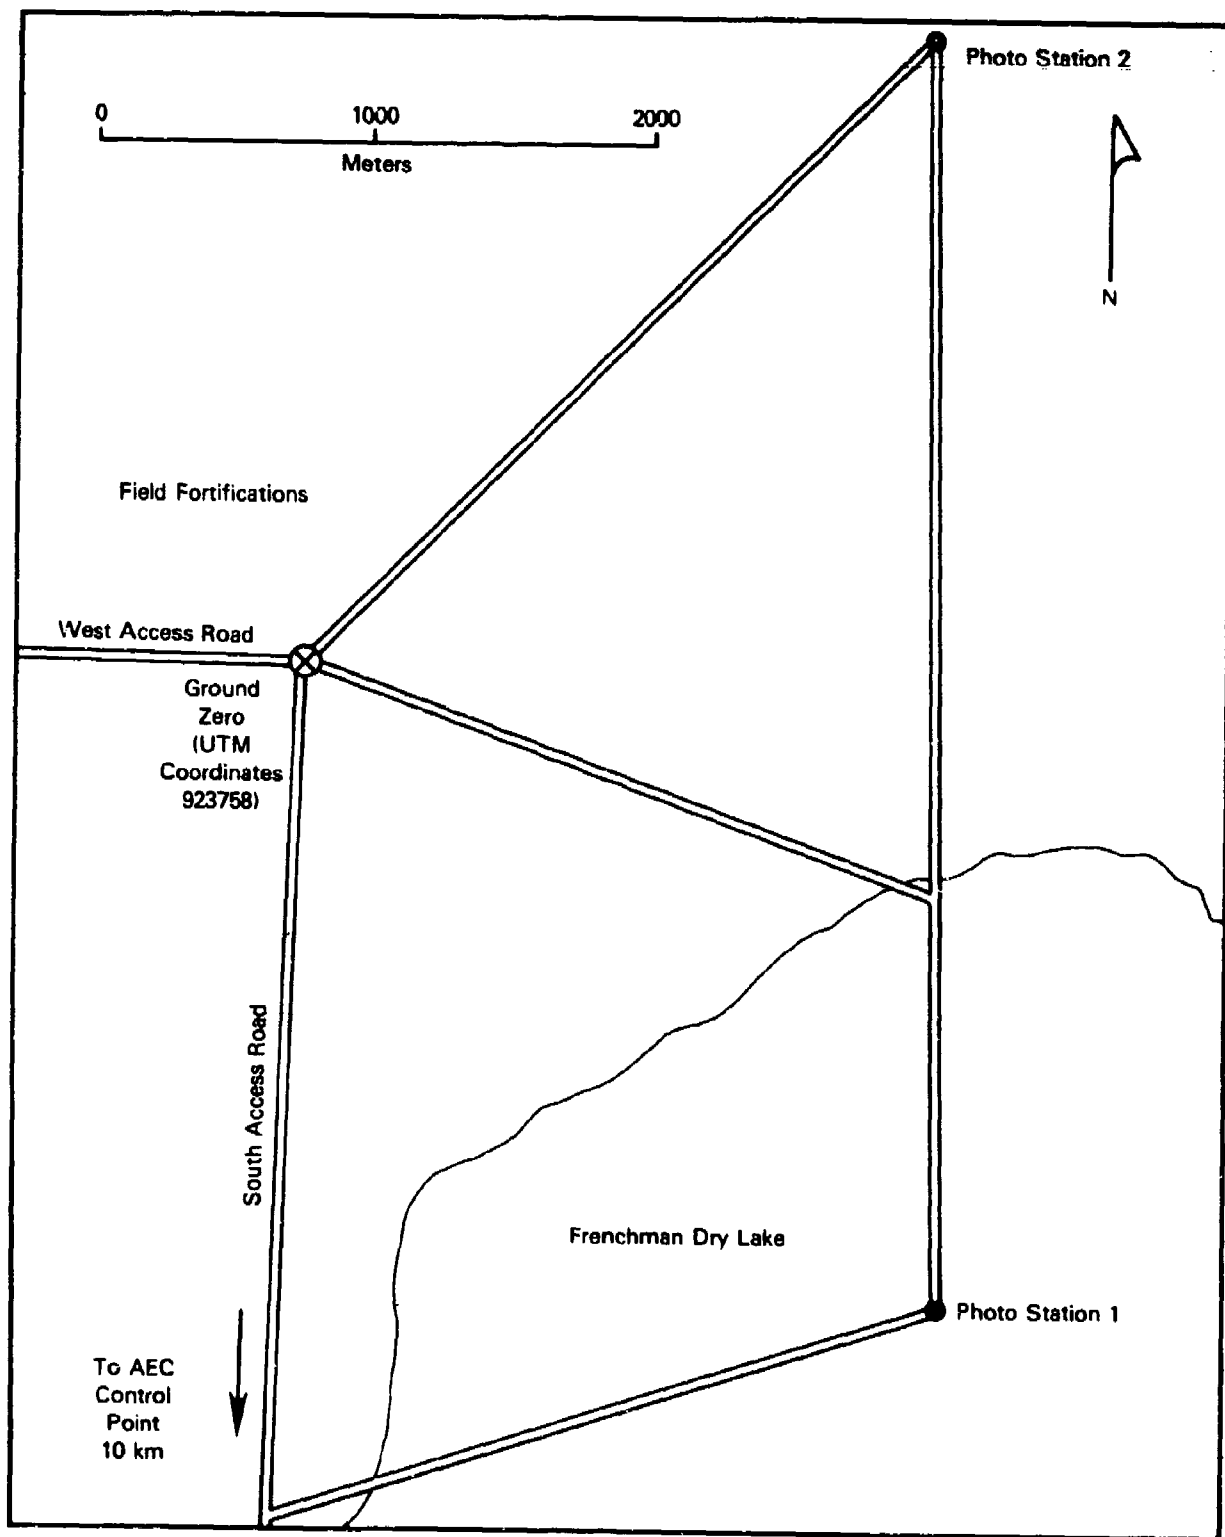 Photo Station 2
0 1000 2000
Meters
N
Field Fortifications
West Access Road
Ground
Zero
(UTM
Coordinates
923758)
South Access Road
Frenchman Dry Lake
Photo Station 1
To AEC
Control
Point
10 km